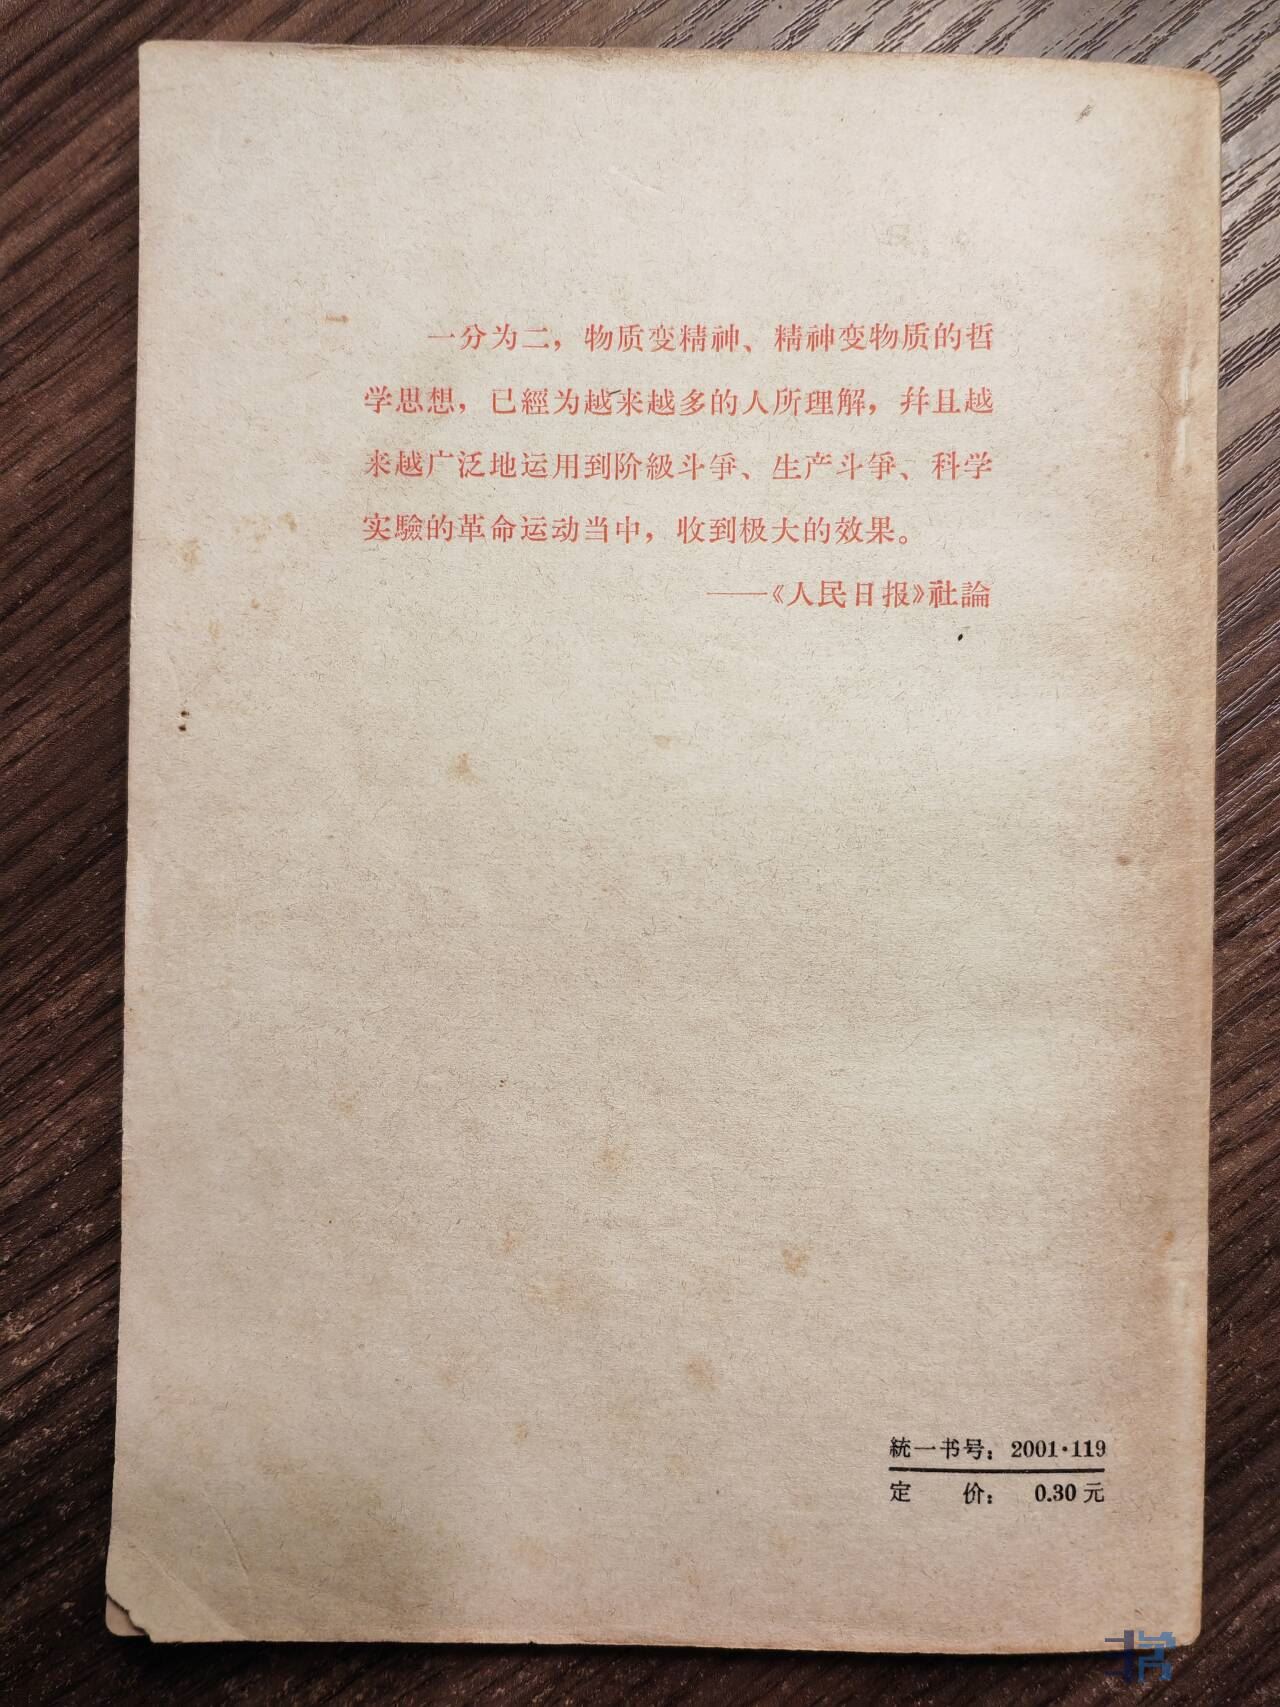 一分为二，物质变精神、精神变物质的哲
学思想，已經为越来越多的人所理解，幷且越
来越广泛地运用到阶級斗爭、生产斗爭、科学
实驗的革命运动当中，收到极大的效果。
——《人民日报》社論
統一书号：2001·119
定　　价：　0.30元